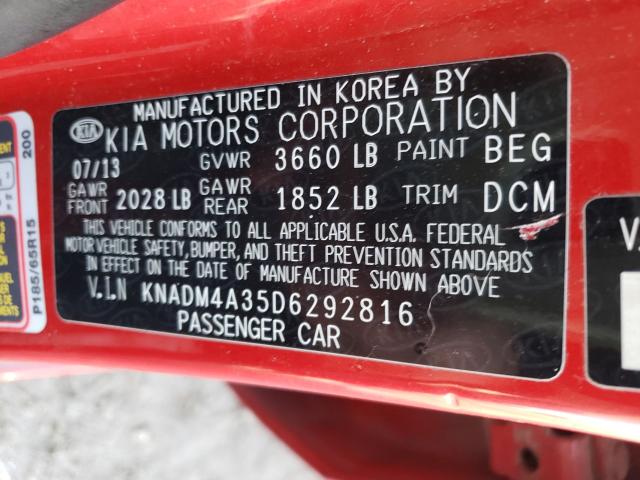 MANUFACTURED IN KOREA BY
KIA KIA MOTORS CORPORATION
07/13 GVWR 3660 LB PAINT BEG
GAWR FRONT 2028 LB GAWR REAR 1852 LB TRIM DCM
THIS VEHICLE CONFORMS TO ALL APPLICABLE U.S.A. FEDERAL
MOTOR VEHICLE SAFETY, BUMPER, AND THEFT PREVENTION STANDARDS
IN EFFECT ON THE DATE OF MANUFACTURE SHOWN ABOVE
V.I.N KNADM4A35D6292816
PASSENGER CAR
P185/65R15
200
V